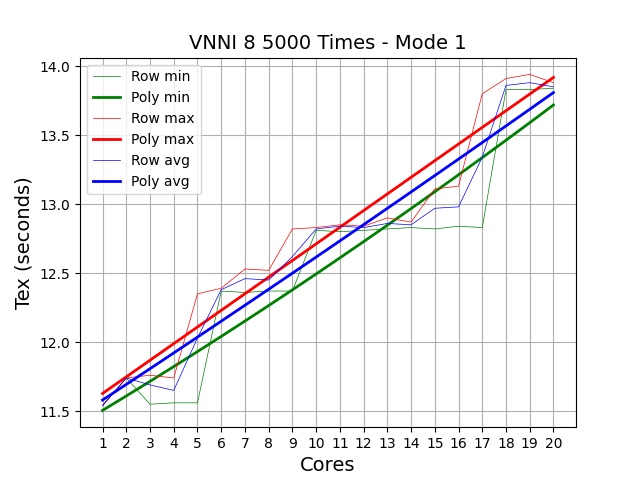 VNNI 8 5000 Times - Mode 1
Tex (seconds)
14.0
13.5
13.0
12.5
12.0
11.5
Row min
Poly min
Row max
Poly max
Row avg
Poly avg
1 2 3 4 5 6 7 8 9 10 11 12 13 14 15 16 17 18 19 20
Cores